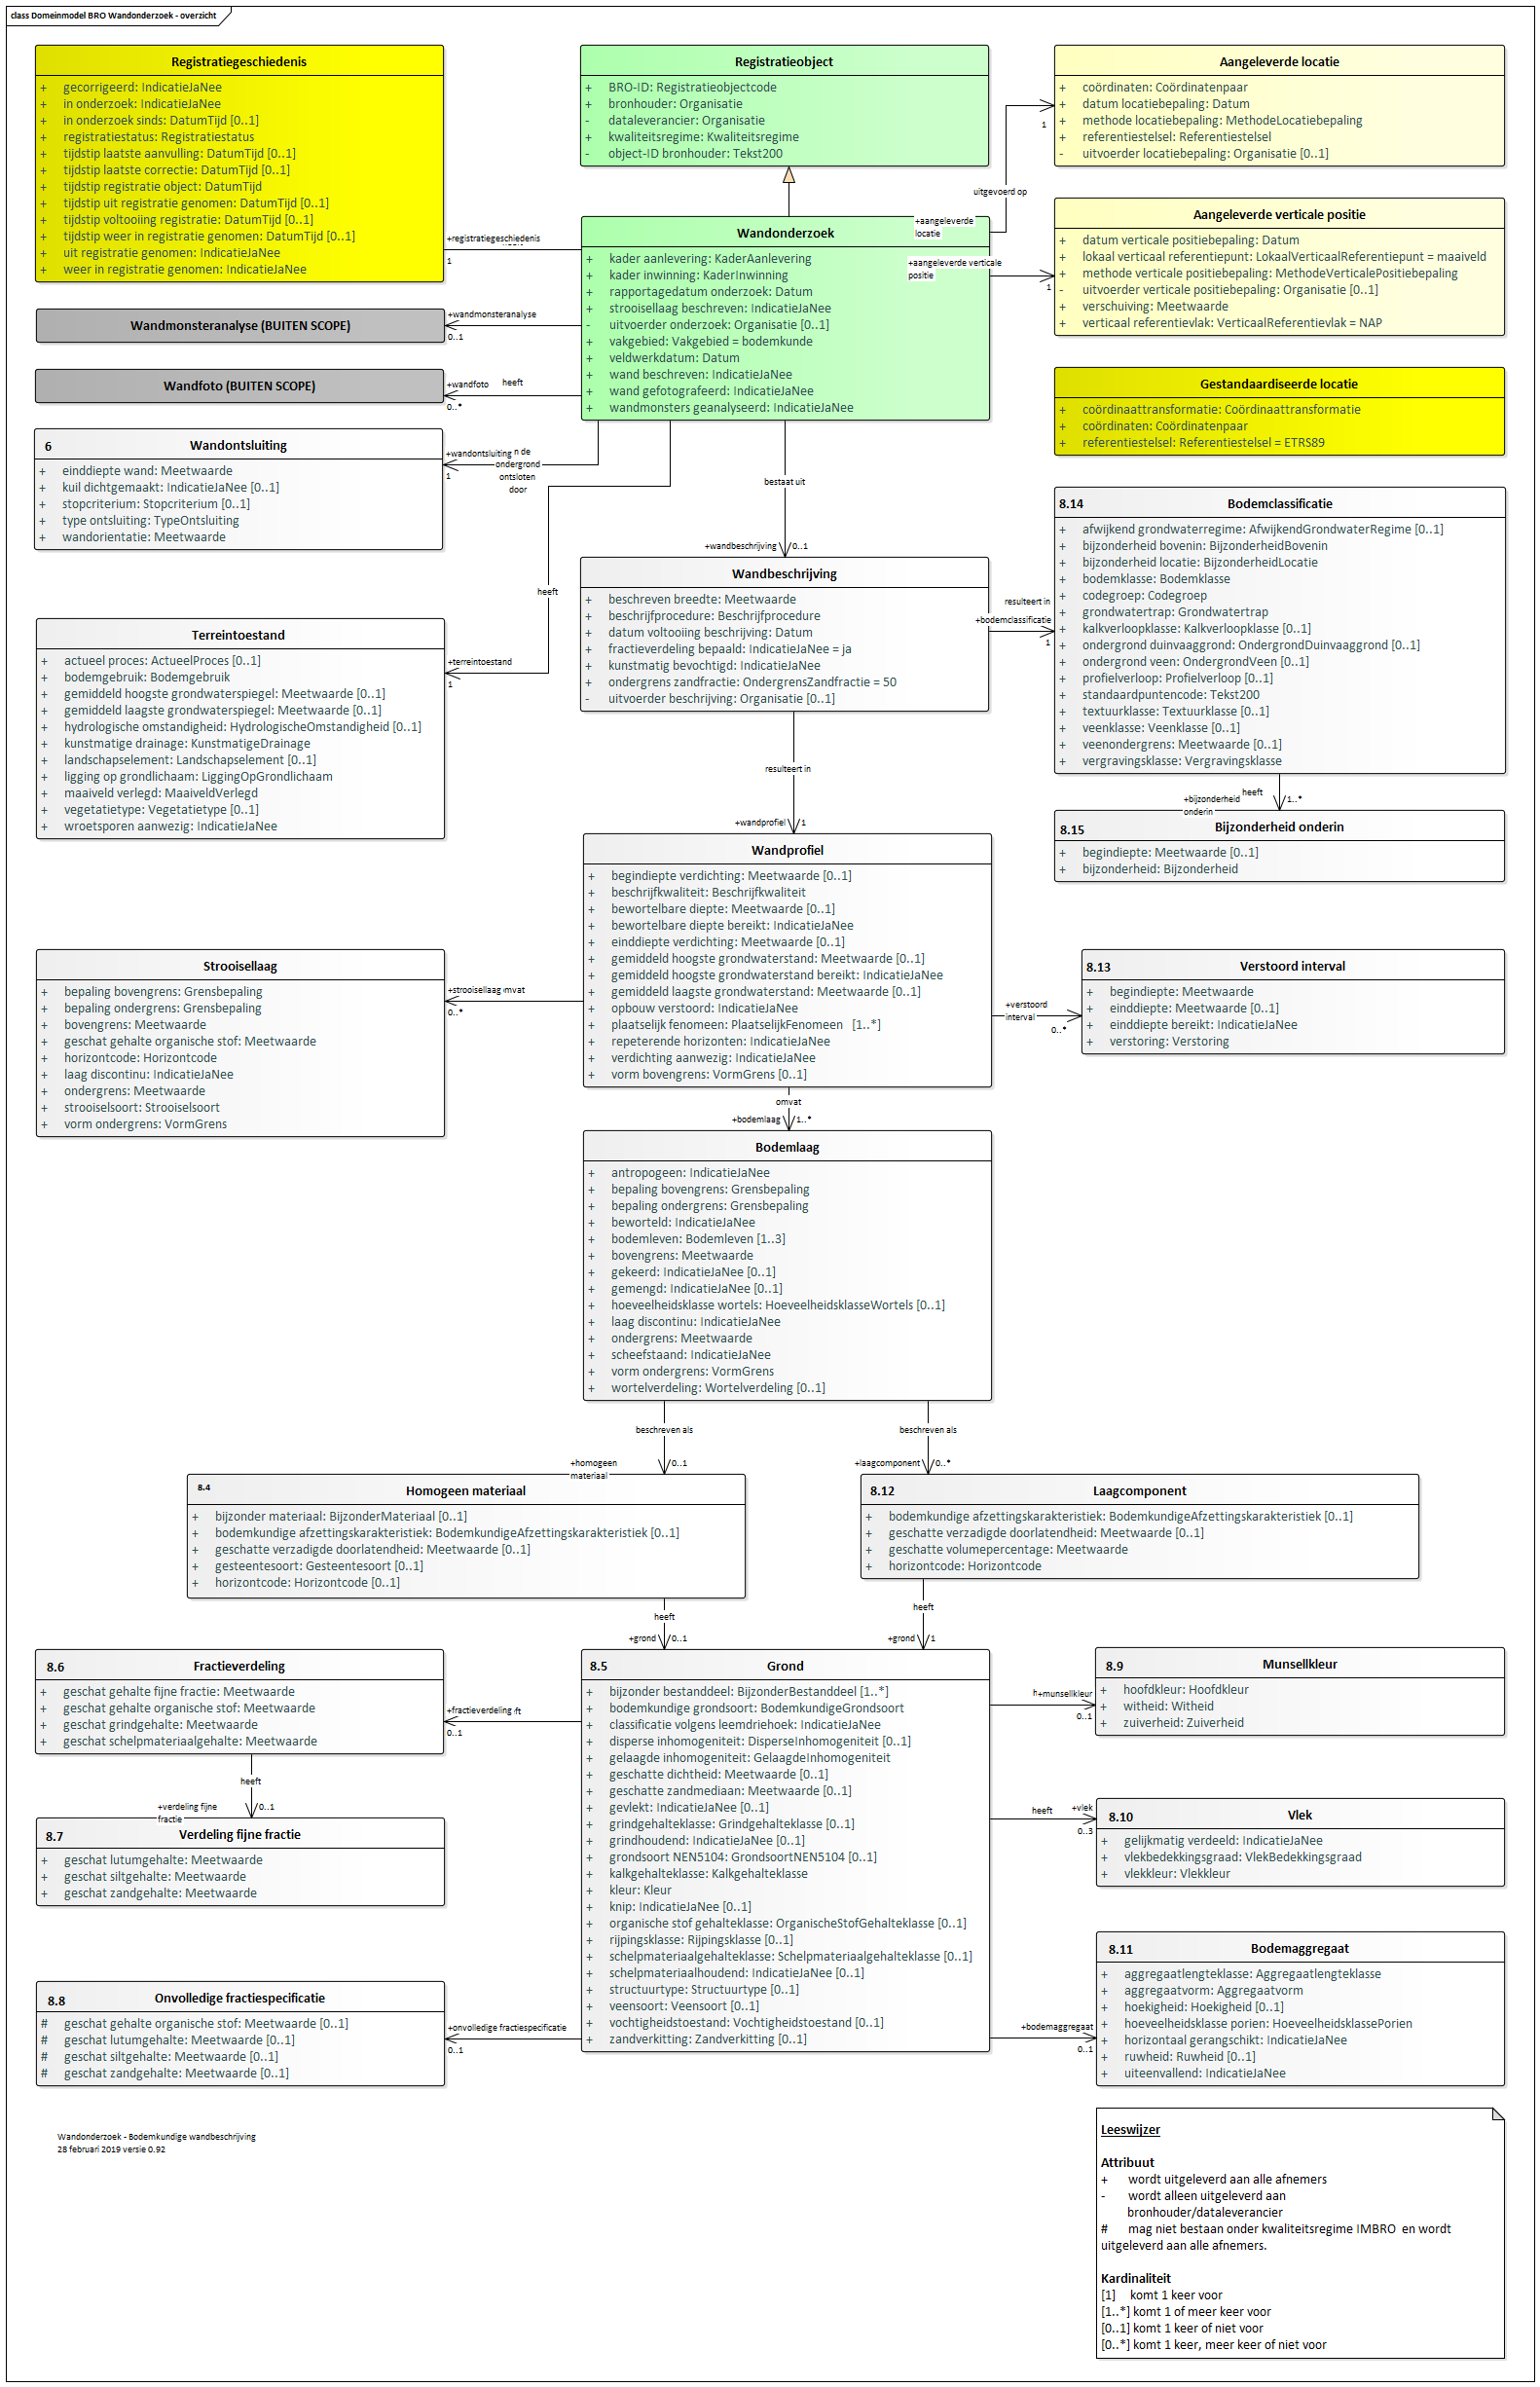 class Domeinmodel BRO Wandonderzoek - overzicht
Registratiegeschiedenis
+ gecorrigeerd: IndicatieJaNee
+ in onderzoek: IndicatieJaNee
+ in onderzoek sinds: DatumTijd [0..1]
+ registratiestatus: Registratiestatus
+ tijdstip laatste aanvulling: DatumTijd [0..1]
+ tijdstip laatste correctie: DatumTijd [0..1]
+ tijdstip registratie object: DatumTijd
+ tijdstip uit registratie genomen: DatumTijd [0..1]
+ tijdstip voltooiing registratie: DatumTijd [0..1]
+ tijdstip weer in registratie genomen: DatumTijd [0..1]
+ uit registratie genomen: IndicatieJaNee
+ weer in registratie genomen: IndicatieJaNee
Registratieobject
+ BRO-ID: Registratieobjectcode
+ bronhouder: Organisatie
- dataleverancier: Organisatie
+ kwaliteitsregime: Kwaliteitsregime
- object-ID bronhouder: Tekst200
Aangeleverde locatie
+ coördinaten: Coördinatenpaar
+ datum locatiebepaling: Datum
+ methode locatiebepaling: MethodeLocatiebepaling
+ referentiestelsel: Referentiestelsel
- uitvoerder locatiebepaling: Organisatie [0..1]
1
uitgevoerd op
+aangeleverde
locatie
+aangeleverde verticale
positie
1
+registratiegeschiedenis
1
Wandonderzoek
+ kader aanlevering: KaderAanlevering
+ kader inwinning: KaderInwinning
+ rapportagedatum onderzoek: Datum
+ strooisellaag beschreven: IndicatieJaNee
- uitvoerder onderzoek: Organisatie [0..1]
+ vakgebied: Vakgebied = bodemkunde
+ veldwerkdatum: Datum
+ wand beschreven: IndicatieJaNee
+ wand gefotografeerd: IndicatieJaNee
+ wandmonsters geanalyseerd: IndicatieJaNee
Aangeleverde verticale positie
+ datum verticale positiebepaling: Datum
+ lokaal verticaal referentiepunt: LokaalVerticaalReferentiepunt = maaiveld
+ methode verticale positiebepaling: MethodeVerticalePositiebepaling
- uitvoerder verticale positiebepaling: Organisatie [0..1]
+ verschuiving: Meetwaarde
+ verticaal referentievlak: VerticaalReferentievlak = NAP
Wandmonsteranalyse (BUITEN SCOPE)
+wandmonsteranalyse
0..1
Wandfoto (BUITEN SCOPE)
+wandfoto heeft
0..*
Gestandaardiseerde locatie
+ coördinaattransformatie: Coördinaattransformatie
+ coördinaten: Coördinatenpaar
+ referentiestelsel: Referentiestelsel = ETRS89
6 Wandontsluiting
+ einddiepte wand: Meetwaarde
+ kuil dichtgemaakt: IndicatieJaNee [0..1]
+ stopcriterium: Stopcriterium [0..1]
+ type ontsluiting: TypeOntsluiting
+ wandorientatie: Meetwaarde
+wandontsluiting n de
ondergrond
ontsloten
door
1
bestaat uit
+wandbeschrijving 0..1
heeft
+terreintoestand
1
Terreintoestand
+ actueel proces: ActueelProces [0..1]
+ bodemgebruik: Bodemgebruik
+ gemiddeld hoogste grondwaterspiegel: Meetwaarde [0..1]
+ gemiddeld laagste grondwaterspiegel: Meetwaarde [0..1]
+ hydrologische omstandigheid: HydrologischeOmstandigheid [0..1]
+ kunstmatige drainage: KunstmatigeDrainage
+ landschapselement: Landschapselement [0..1]
+ ligging op grondlichaam: LiggingOpGrondlichaam
+ maaiveld verlegd: MaaiveldVerlegd
+ vegetatietype: Vegetatietype [0..1]
+ wroetsporen aanwezig: IndicatieJaNee
Wandbeschrijving
+ beschreven breedte: Meetwaarde
+ beschrijfprocedure: Beschrijfprocedure
+ datum voltooiing beschrijving: Datum
+ fractieverdeling bepaald: IndicatieJaNee = ja
+ kunstmatig bevochtigd: IndicatieJaNee
+ ondergrens zandfractie: OndergrensZandfractie = 50
- uitvoerder beschrijving: Organisatie [0..1]
resulteert in
+bodemclassificatie
1
8.14 Bodemclassificatie
+ afwijkend grondwaterregime: AfwijkendGrondwaterRegime [0..1]
+ bijzonderheid bovenin: BijzonderheidBovenin
+ bijzonderheid locatie: BijzonderheidLocatie
+ bodemklasse: Bodemklasse
+ codegroep: Codegroep
+ grondwatertrap: Grondwatertrap
+ kalkverloopklasse: Kalkverloopklasse [0..1]
+ ondergrond duinvaaggrond: OndergrondDuinvaaggrond [0..1]
+ ondergrond veen: OndergrondVeen [0..1]
+ profielverloop: Profielverloop [0..1]
+ standaardpuntencode: Tekst200
+ textuurklasse: Textuurklasse [0..1]
+ veenklasse: Veenklasse [0..1]
+ veenondergrens: Meetwaarde [0..1]
+ vergravingsklasse: Vergravingsklasse
heeft
+bijzonderheid 1..*
onderin
8.15 Bijzonderheid onderin
+ begindiepte: Meetwaarde [0..1]
+ bijzonderheid: Bijzonderheid
resulteert in
+wandprofiel 1
Wandprofiel
+ begindiepte verdichting: Meetwaarde [0..1]
+ beschrijfkwaliteit: Beschrijfkwaliteit
+ bewortelbare diepte: Meetwaarde [0..1]
+ bewortelbare diepte bereikt: IndicatieJaNee
+ einddiepte verdichting: Meetwaarde [0..1]
+ gemiddeld hoogste grondwaterstand: Meetwaarde [0..1]
+ gemiddeld hoogste grondwaterstand bereikt: IndicatieJaNee
+ gemiddeld laagste grondwaterstand: Meetwaarde [0..1]
+ opbouw verstoord: IndicatieJaNee
+ plaatselijk fenomeen: PlaatselijkFenomeen [1..*]
+ repeterende horizonten: IndicatieJaNee
+ verdichting aanwezig: IndicatieJaNee
+ vorm bovengrens: VormGrens [0..1]
Strooisellaag
+ bepaling bovengrens: Grensbepaling
+ bepaling ondergrens: Grensbepaling
+ bovengrens: Meetwaarde
+ geschat gehalte organische stof: Meetwaarde
+ horizontcode: Horizontcode
+ laag discontinu: IndicatieJaNee
+ ondergrens: Meetwaarde
+ strooiselsoort: Strooiselsoort
+ vorm ondergrens: VormGrens
+strooisellaag mvat
0..*
+verstoord
interval
0..*
8.13 Verstoord interval
+ begindiepte: Meetwaarde
+ einddiepte: Meetwaarde [0..1]
+ einddiepte bereikt: IndicatieJaNee
+ verstoring: Verstoring
omvat
+bodemlaag 1..*
Bodemlaag
+ antropogeen: IndicatieJaNee
+ bepaling bovengrens: Grensbepaling
+ bepaling ondergrens: Grensbepaling
+ beworteld: IndicatieJaNee
+ bodemleven: Bodemleven [1..3]
+ bovengrens: Meetwaarde
+ gekeerd: IndicatieJaNee [0..1]
+ gemengd: IndicatieJaNee [0..1]
+ hoeveelheidsklasse wortels: HoeveelheidsklasseWortels [0..1]
+ laag discontinu: IndicatieJaNee
+ ondergrens: Meetwaarde
+ scheefstaand: IndicatieJaNee
+ vorm ondergrens: VormGrens
+ wortelverdeling: Wortelverdeling [0..1]
beschreven als
+homogeen 0..1
materiaal
beschreven als
+laagcomponent 0..*
8.4 Homogeen materiaal
+ bijzonder materiaal: BijzonderMateriaal [0..1]
+ bodemkundige afzettingskarakteristiek: BodemkundigeAfzettingskarakteristiek [0..1]
+ geschatte verzadigde doorlatendheid: Meetwaarde [0..1]
+ gesteentesoort: Gesteentesoort [0..1]
+ horizontcode: Horizontcode [0..1]
8.12 Laagcomponent
+ bodemkundige afzettingskarakteristiek: BodemkundigeAfzettingskarakteristiek [0..1]
+ geschatte verzadigde doorlatendheid: Meetwaarde [0..1]
+ geschatte volumepercentage: Meetwaarde
+ horizontcode: Horizontcode
heeft
+grond 0..1
heeft
+grond 1
8.6 Fractieverdeling
+ geschat gehalte fijne fractie: Meetwaarde
+ geschat gehalte organische stof: Meetwaarde
+ geschat grindgehalte: Meetwaarde
+ geschat schelpmateriaalgehalte: Meetwaarde
+fractieverdeling ft
0..1
heeft
+verdeling fijne 0..1
fractie
8.7 Verdeling fijne fractie
+ geschat lutumgehalte: Meetwaarde
+ geschat siltgehalte: Meetwaarde
+ geschat zandgehalte: Meetwaarde
8.8 Onvolledige fractiespecificatie
# geschat gehalte organische stof: Meetwaarde [0..1]
# geschat lutumgehalte: Meetwaarde [0..1]
# geschat siltgehalte: Meetwaarde [0..1]
# geschat zandgehalte: Meetwaarde [0..1]
+onvolledige fractiespecificatie
0..1
8.5 Grond
+ bijzonder bestanddeel: BijzonderBestanddeel [1..*]
+ bodemkundige grondsoort: BodemkundigeGrondsoort
+ classificatie volgens leemdriehoek: IndicatieJaNee
+ disperse inhomogeniteit: DisperseInhomogeniteit [0..1]
+ gelaagde inhomogeniteit: GelaagdeInhomogeniteit
+ geschatte dichtheid: Meetwaarde [0..1]
+ geschatte zandmediaan: Meetwaarde [0..1]
+ gevlekt: IndicatieJaNee [0..1]
+ grindgehalteklasse: Grindgehalteklasse [0..1]
+ grindhoudend: IndicatieJaNee [0..1]
+ grondsoort NEN5104: GrondsoortNEN5104 [0..1]
+ kalkgehalteklasse: Kalkgehalteklasse
+ kleur: Kleur
+ knip: IndicatieJaNee [0..1]
+ organische stof gehalteklasse: OrganischeStofGehalteklasse [0..1]
+ rijpingsklasse: Rijpingsklasse [0..1]
+ schelpmateriaalgehalteklasse: Schelpmateriaalgehalteklasse [0..1]
+ schelpmateriaalhoudend: IndicatieJaNee [0..1]
+ structuurtype: Structuurtype [0..1]
+ veensoort: Veensoort [0..1]
+ vochtigheidstoestand: Vochtigheidstoestand [0..1]
+ zandverkitting: Zandverkitting [0..1]
h+munsellkleur
0..1
8.9 Munsellkleur
+ hoofdkleur: Hoofdkleur
+ witheid: Witheid
+ zuiverheid: Zuiverheid
heeft +vlek
0..3
8.10 Vlek
+ gelijkmatig verdeeld: IndicatieJaNee
+ vlekbedekkingsgraad: VlekBedekkingsgraad
+ vlekkleur: Vlekkleur
+bodemaggregaat
0..1
8.11 Bodemaggregaat
+ aggregaatlengteklasse: Aggregaatlengteklasse
+ aggregaatvorm: Aggregaatvorm
+ hoekigheid: Hoekigheid [0..1]
+ hoeveelheidsklasse porien: HoeveelheidsklassePorien
+ horizontaal gerangschikt: IndicatieJaNee
+ ruwheid: Ruwheid [0..1]
+ uiteenvallend: IndicatieJaNee
Wandonderzoek - Bodemkundige wandbeschrijving
28 februari 2019 versie 0.92
Leeswijzer
Attribuut
+ wordt uitgeleverd aan alle afnemers
- wordt alleen uitgeleverd aan
bronhouder/dataleverancier
# mag niet bestaan onder kwaliteitsregime IMBRO en wordt
uitgeleverd aan alle afnemers.
Kardinaliteit
[1] komt 1 keer voor
[1..*] komt 1 of meer keer voor
[0..1] komt 1 keer of niet voor
[0..*] komt 1 keer, meer keer of niet voor